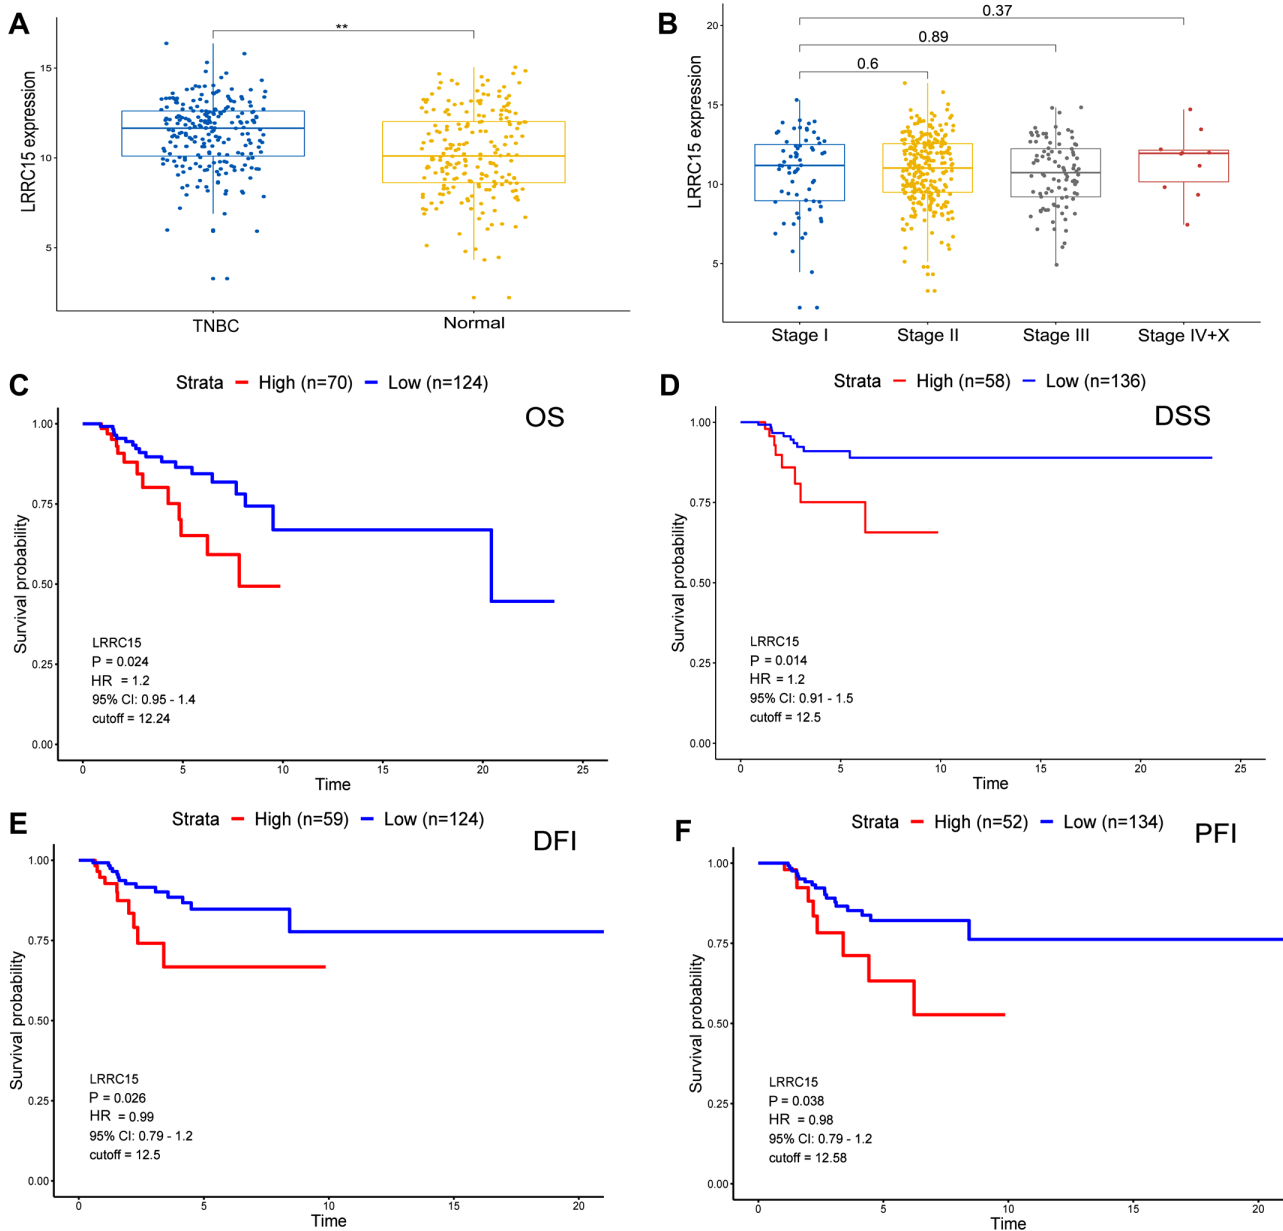 A
**
LRRC15 expression
15
10
5
TNBC
Normal
B
0.37
0.89
0.6
LRRC15 expression
20
15
10
5
Stage I
Stage II
Stage III
Stage IV+X
C
Strata High (n=70) Low (n=124)
OS
Survival probability
1.00
0.75
0.50
0.25
0.00
LRRC15
P = 0.024
HR = 1.2
95% CI: 0.95 - 1.4
cutoff = 12.24
0 5 10 15 20 25
Time
D
Strata High (n=58) Low (n=136)
DSS
Survival probability
1.00
0.75
0.50
0.25
0.00
LRRC15
P = 0.014
HR = 1.2
95% CI: 0.91 - 1.5
cutoff = 12.5
0 5 10 15 20 25
Time
E
Strata High (n=59) Low (n=124)
DFI
Survival probability
1.00
0.75
0.50
0.25
0.00
LRRC15
P = 0.026
HR = 0.99
95% CI: 0.79 - 1.2
cutoff = 12.5
0 5 10 15 20
Time
F
Strata High (n=52) Low (n=134)
PFI
Survival probability
1.00
0.75
0.50
0.25
0.00
LRRC15
P = 0.038
HR = 0.98
95% CI: 0.79 - 1.2
cutoff = 12.58
0 5 10 15 20
Time